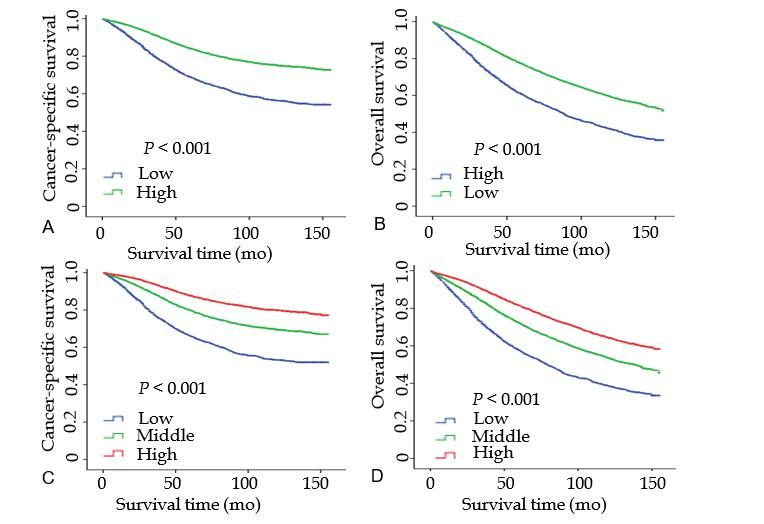 Cancer-specific survival
1.0
0.8
0.6
0.4
0.2
0
P < 0.001
Low
High
A
0 50 100 150
Survival time (mo)
Overall survival
1.0
0.8
0.6
0.4
0.2
0
P < 0.001
High
Low
B
0 50 100 150
Survival time (mo)
Cancer-specific survival
1.0
0.8
0.6
0.4
0.2
0
P < 0.001
Low
Middle
High
C
0 50 100 150
Survival time (mo)
Overall survival
1.0
0.8
0.6
0.4
0.2
0
P < 0.001
Low
Middle
High
D
0 50 100 150
Survival time (mo)